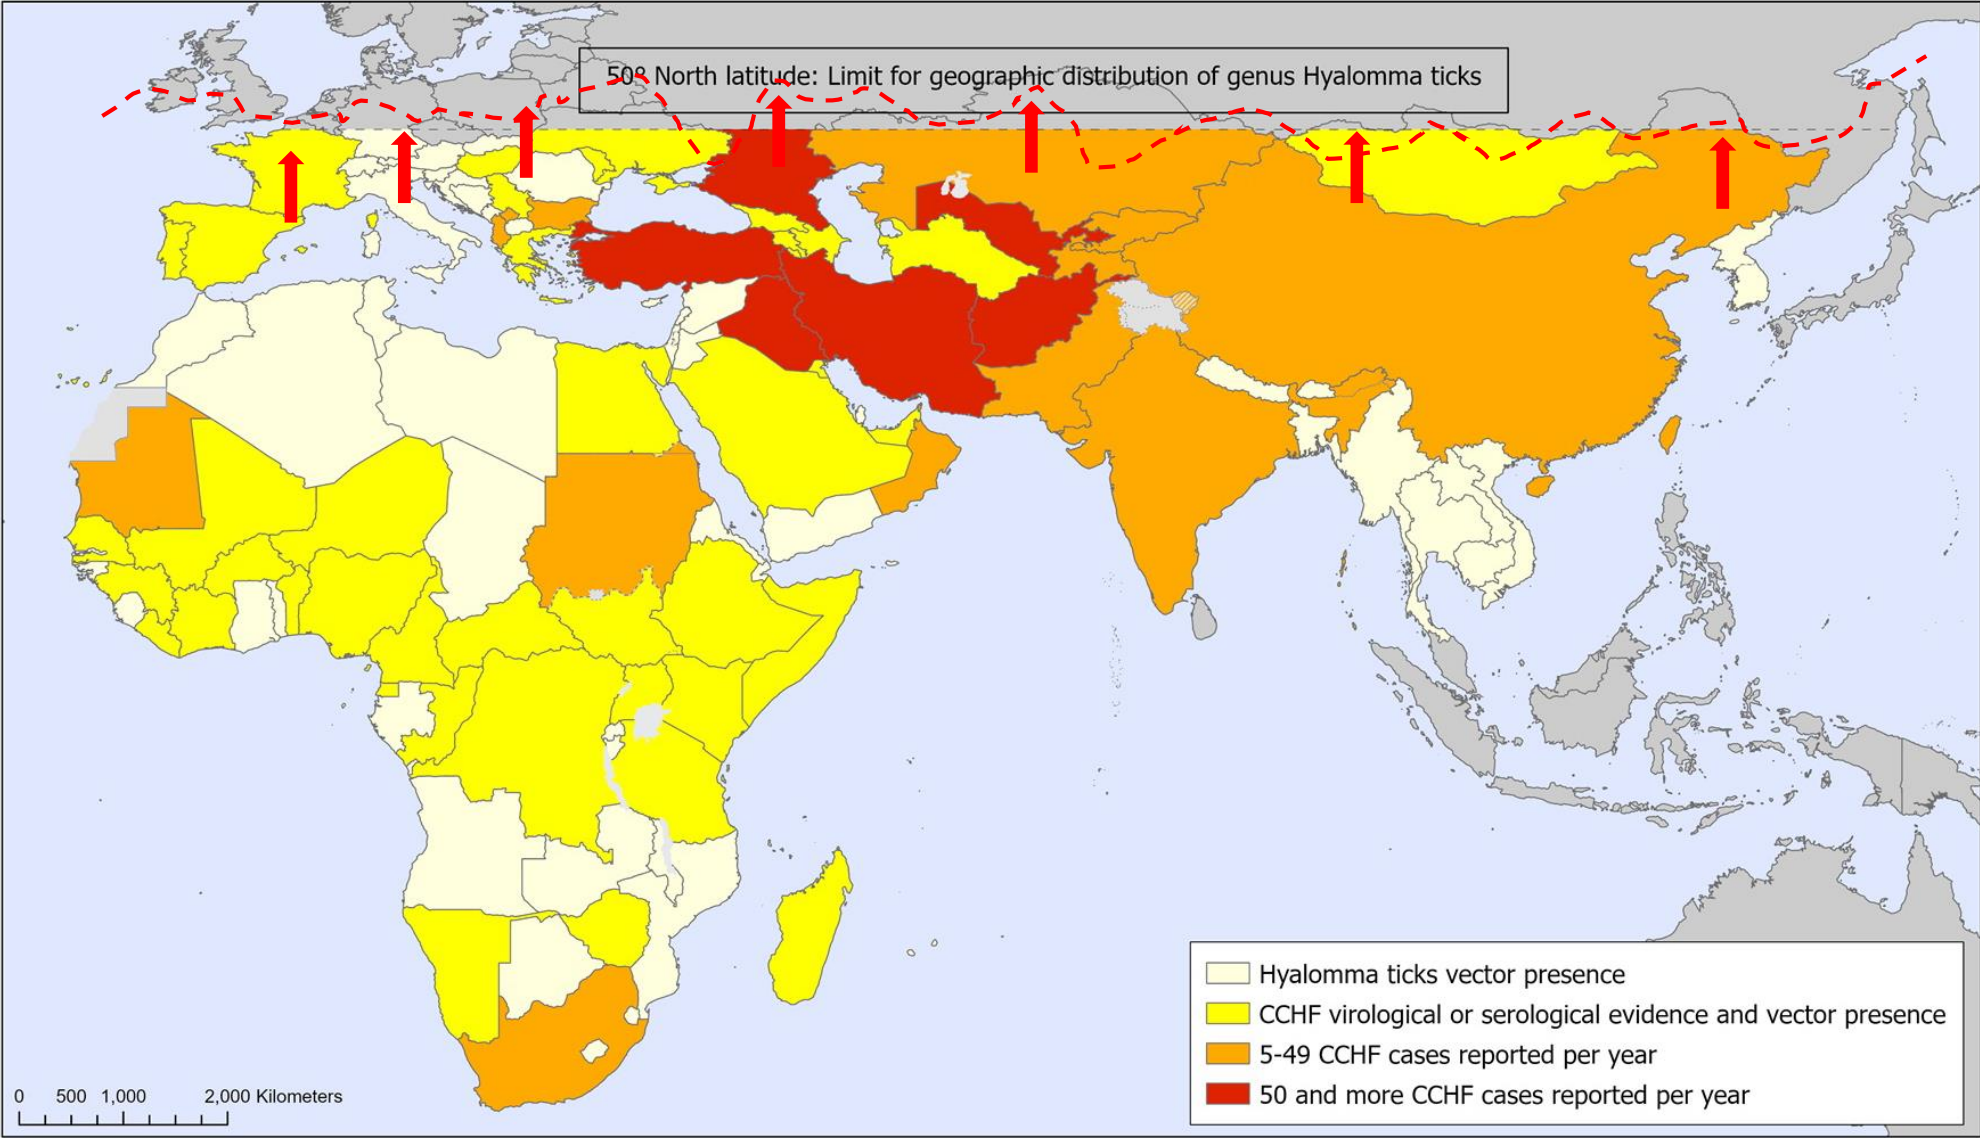 50° North latitude: Limit for geographic distribution of genus Hyalomma ticks
Hyalomma ticks vector presence
CCHF virological or serological evidence and vector presence
5-49 CCHF cases reported per year
50 and more CCHF cases reported per year
0 500 1,000 2,000 Kilometers